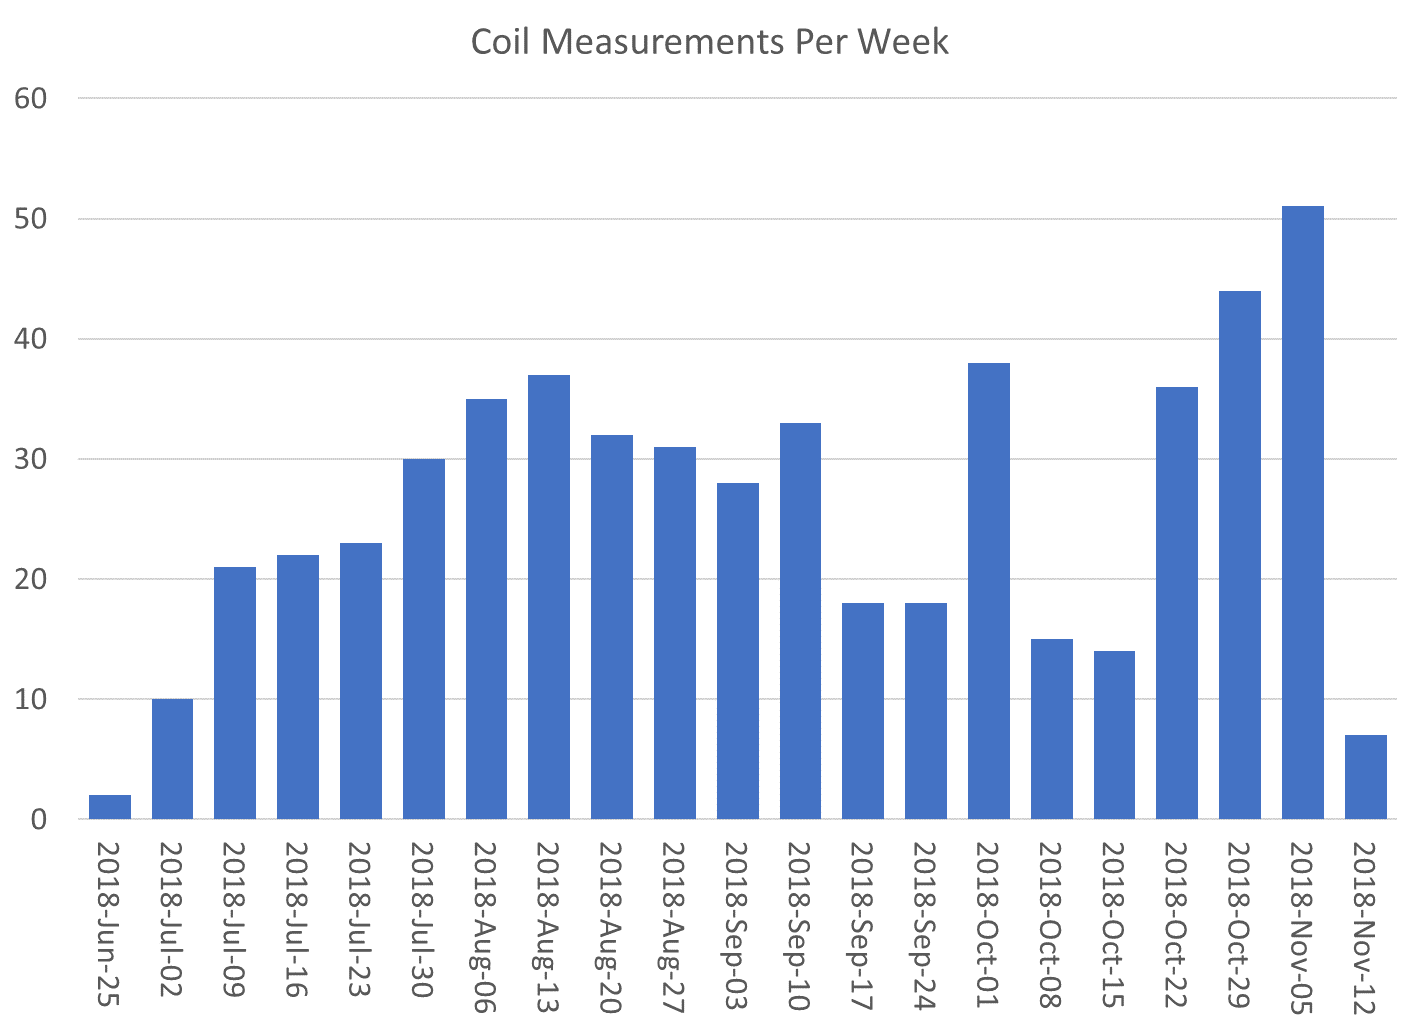 Coil Measurements Per Week
60
50
40
30
20
10
0
2018-Jun-25
2018-Jul-02
2018-Jul-09
2018-Jul-16
2018-Jul-23
2018-Jul-30
2018-Aug-06
2018-Aug-13
2018-Aug-20
2018-Aug-27
2018-Sep-03
2018-Sep-10
2018-Sep-17
2018-Sep-24
2018-Oct-01
2018-Oct-08
2018-Oct-15
2018-Oct-22
2018-Oct-29
2018-Nov-05
2018-Nov-12